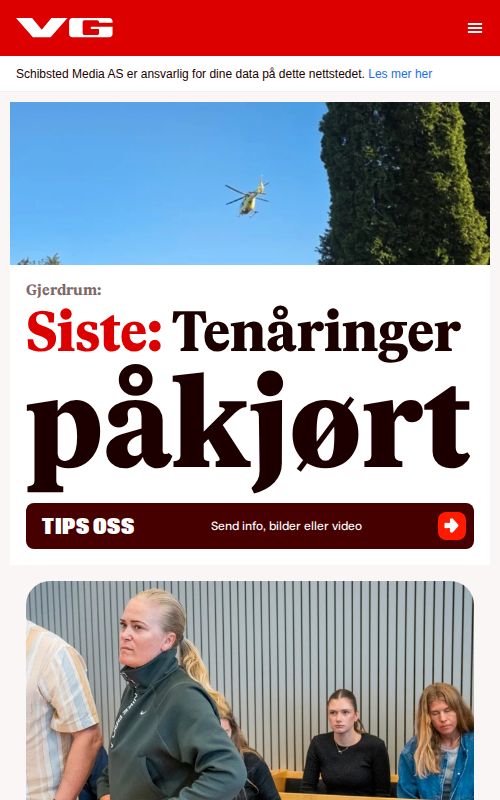 VG
Schibsted Media AS er ansvarlig for dine data på dette nettstedet. Les mer her
Gjerdrum:
Siste: Tenåringer
påkjørt
TIPS OSS
Send info, bilder eller video